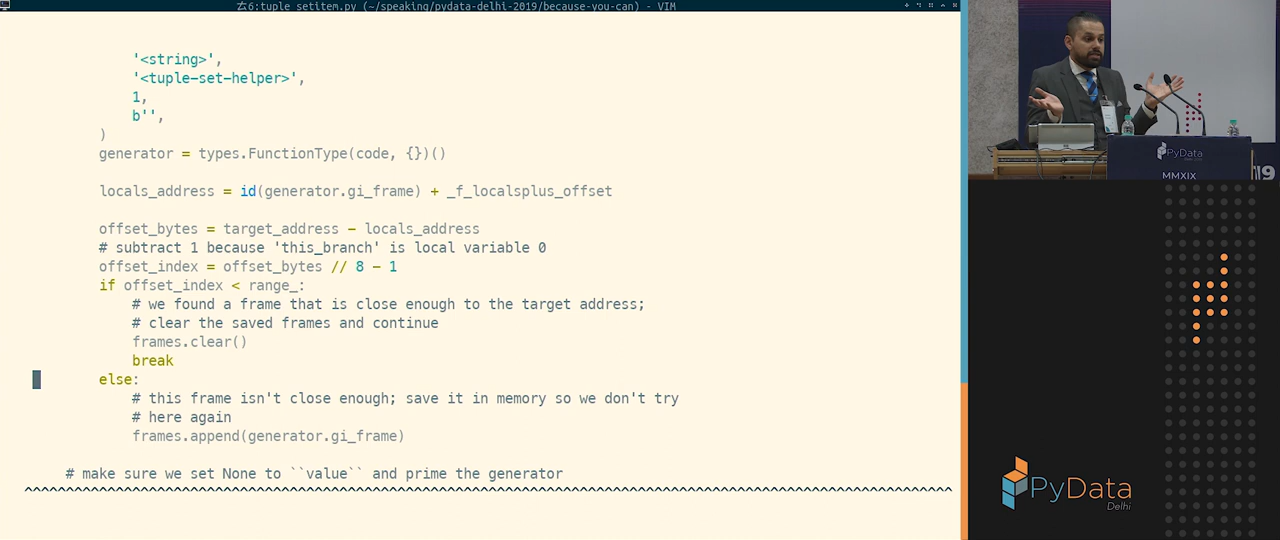 6:tuple_setitem.py (~/speaking/pydata-delhi-2019/because-you-can) - VIM
'<string>',
'<tuple-set-helper>',
1,
b'',
)
generator = types.FunctionType(code, {})()
locals_address = id(generator.gi_frame) + _f_localsplus_offset
offset_bytes = target_address - locals_address
# subtract 1 because 'this_branch' is local variable 0
offset_index = offset_bytes // 8 - 1
if offset_index < range_:
# we found a frame that is close enough to the target address;
# clear the saved frames and continue
frames.clear()
break
else:
# this frame isn't close enough; save it in memory so we don't try
# here again
frames.append(generator.gi_frame)
# make sure we set None to ``value`` and prime the generator
^^^^^^^^^^^^^^^^^^^^^^^^^^^^^^^^^^^^^^^^^^^^^^^^^^^^^^^^^^^^^^^^^^^^^^^^^^^^^^^^^^^^^^^^^^^^^^^^^^^^^^^^^^^^^^^^
PyData
MMXIX
PyData
Delhi